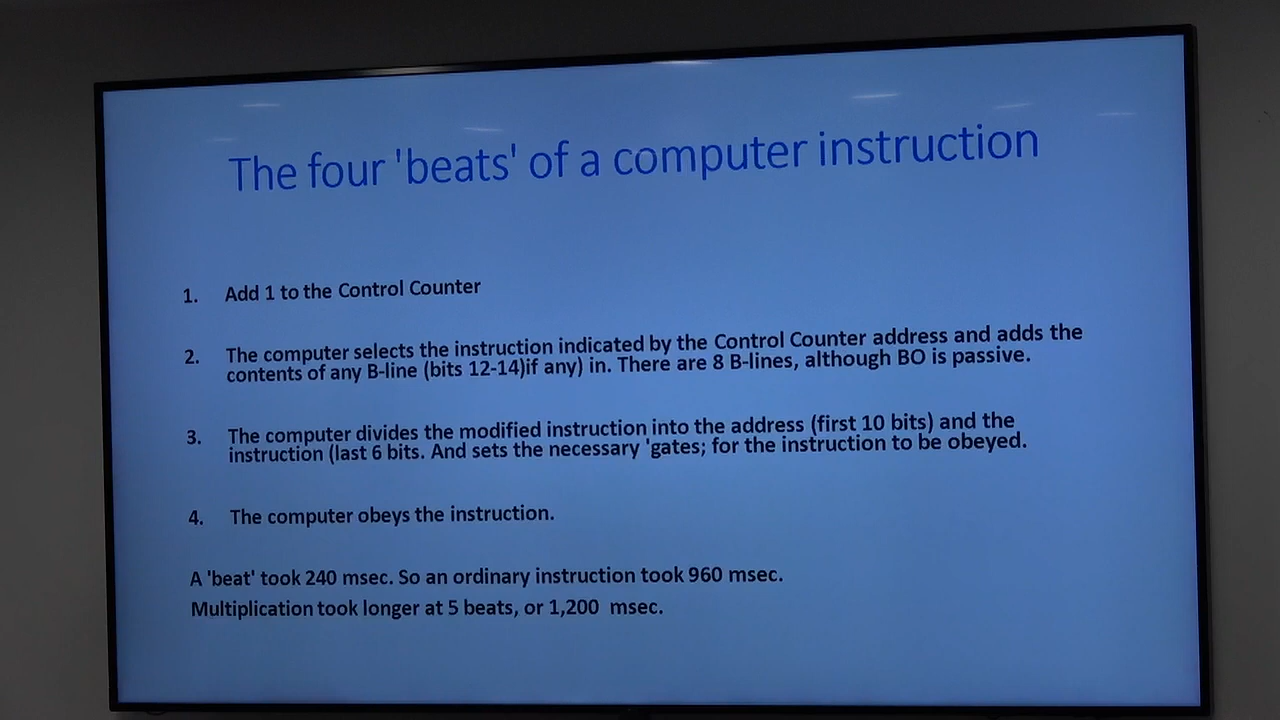 The four 'beats' of a computer instruction
1. Add 1 to the Control Counter
2. The computer selects the instruction indicated by the Control Counter address and adds the
contents of any B-line (bits 12-14)if any) in. There are 8 B-lines, although BO is passive.
3. The computer divides the modified instruction into the address (first 10 bits) and the
instruction (last 6 bits. And sets the necessary 'gates; for the instruction to be obeyed.
4. The computer obeys the instruction.
A 'beat' took 240 msec. So an ordinary instruction took 960 msec.
Multiplication took longer at 5 beats, or 1,200 msec.